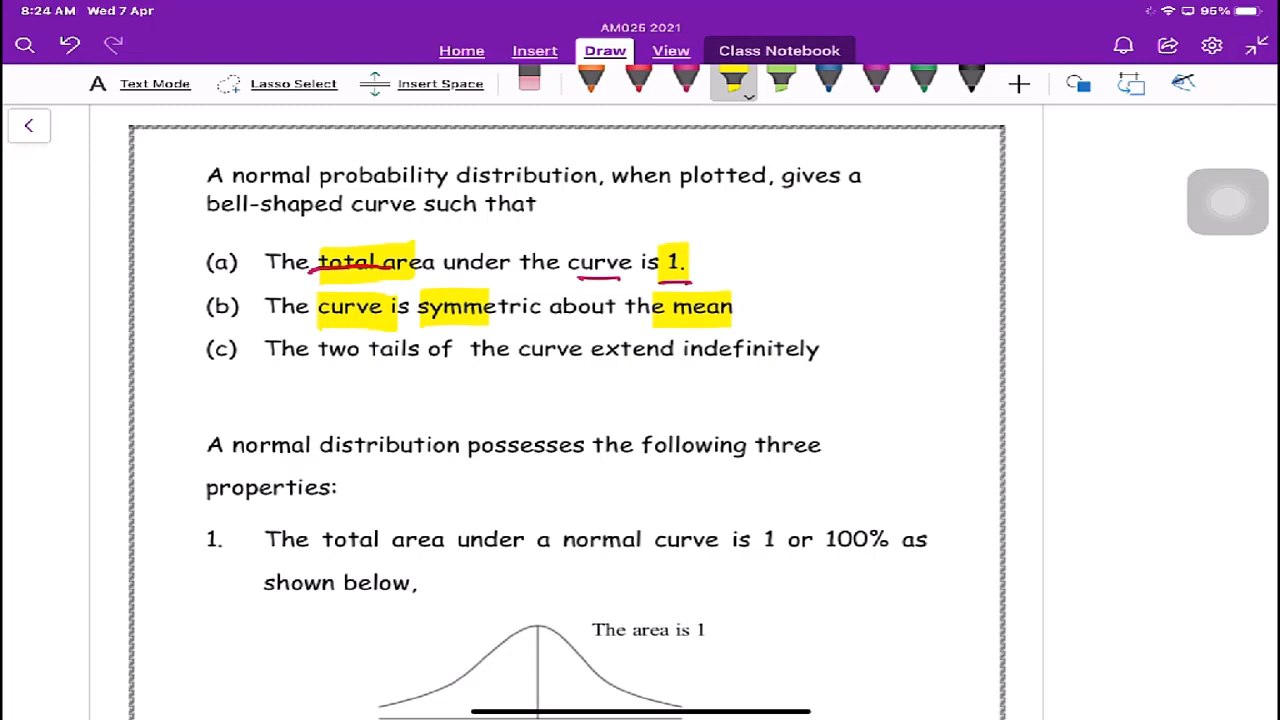 8:24 AM Wed 7 Apr
95%
AM025 2021
Home Insert Draw View Class Notebook
A Text Mode Lasso Select Insert Space
A normal probability distribution, when plotted, gives a
bell-shaped curve such that
(a) The total area under the curve is 1.
(b) The curve is symmetric about the mean
(c) The two tails of the curve extend indefinitely
A normal distribution possesses the following three
properties:
1. The total area under a normal curve is 1 or 100% as
shown below,
The area is 1